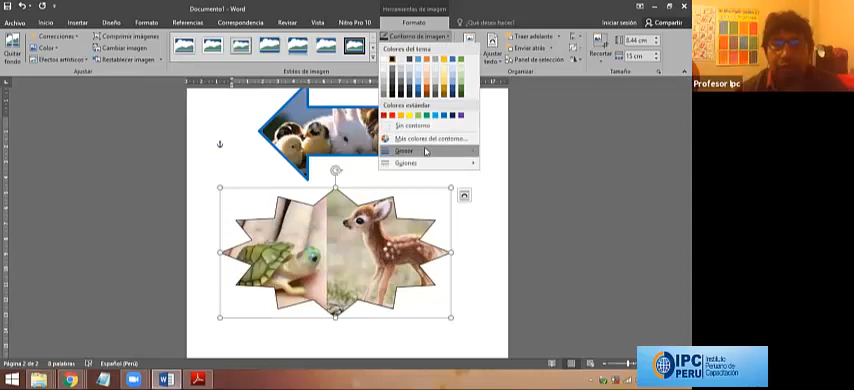 Documento1 - Word
Herramientas de imagen
Archivo Inicio Insertar Diseño Formato Referencias Correspondencia Revisar Vista Nitro Pro 10 Formato ¿Qué desea hacer? Iniciar sesión Compartir
Quitar fondo
Correcciones
Color
Efectos artísticos
Comprimir imágenes
Cambiar imagen
Restablecer imagen
Ajustar
Estilos de imagen
Contorno de imagen
Colores del tema
Colores estándar
Sin contorno
Más colores del contorno...
Grosor
Guiones
Ajustar texto
Traer adelante
Enviar atrás
Panel de selección
Organizar
Recortar
8.44 cm
15 cm
Tamaño
Profesor Ipc
Página 2 de 2 8 palabras Español (Perú)
IPC PERU
Instituto
Peruano de
Capacitación